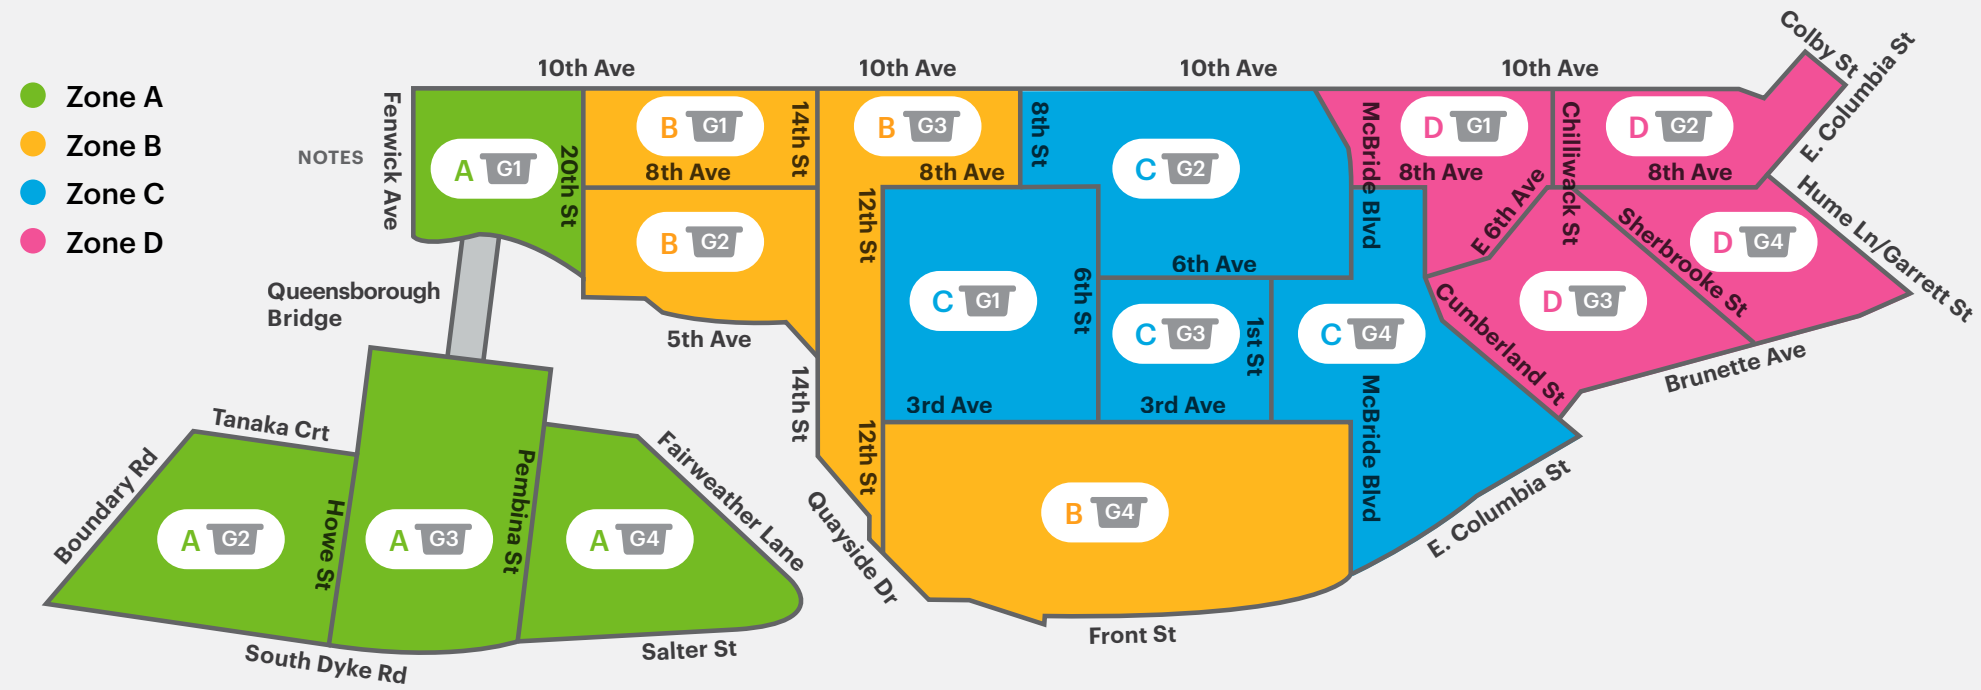 Zone A
Zone B
Zone C
Zone D
NOTES
10th Ave
10th Ave
10th Ave
10th Ave
Colby St
E. Columbia St
Fenwick Ave
A G1
20th St
B G1
8th Ave
14th St
B G3
8th Ave
8th St
C G2
McBride Blvd
D G1
8th Ave
Chilliwack St
D G2
8th Ave
Hume Ln/Garrett St
B G2
5th Ave
12th St
C G1
3rd Ave
6th St
6th Ave
C G3
3rd Ave
1st St
C G4
McBride Blvd
E 6th Ave
Sherbrooke St
D G4
D G3
Cumberland St
Brunette Ave
E. Columbia St
Queensborough
Bridge
14th St
12th St
Quayside Dr
B G4
Front St
Tanaka Crt
Boundary Rd
A G2
Howe St
A G3
Pembina St
A G4
Fairweather Lane
South Dyke Rd
Salter St